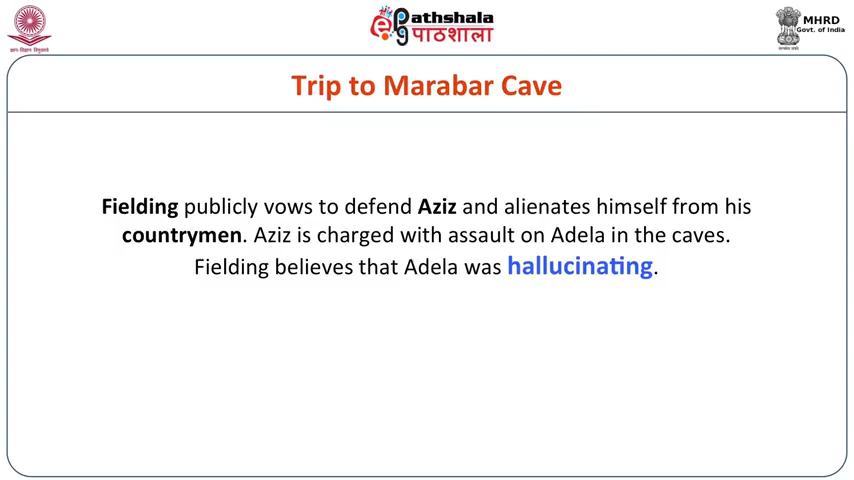 ePathshala
पाठशाला
MHRD
Govt. of India
Trip to Marabar Cave
Fielding publicly vows to defend Aziz and alienates himself from his
countrymen. Aziz is charged with assault on Adela in the caves.
Fielding believes that Adela was hallucinating.